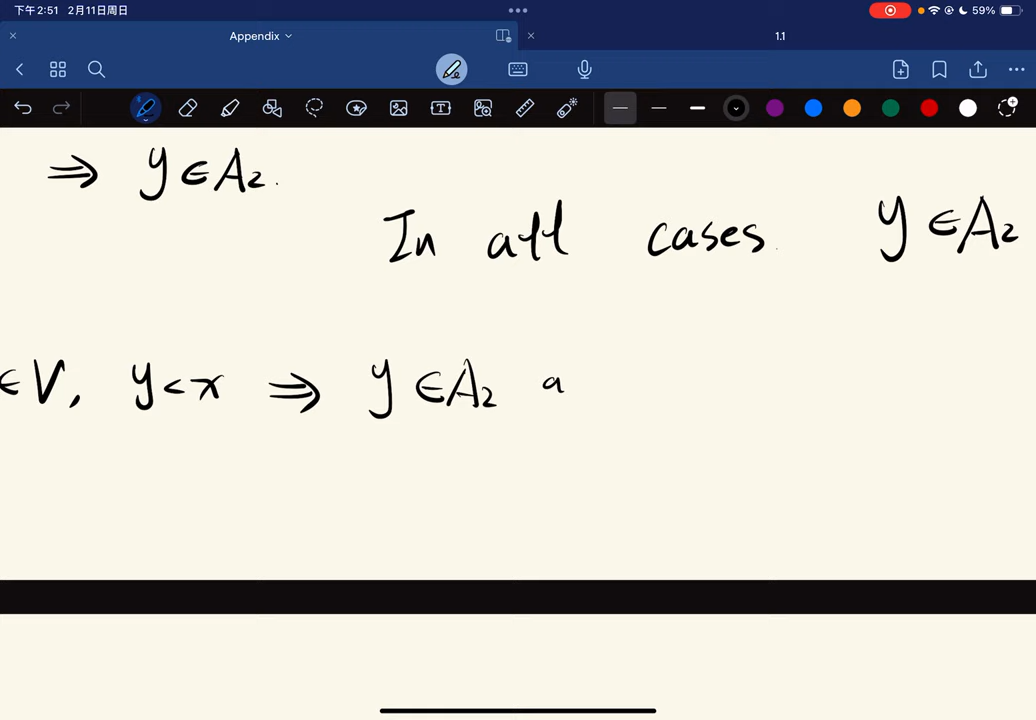 下午2:51 2月11日周日
59%
Appendix
1.1
⇒ y∈A₂.
In all cases. y∈A₂
∈V, y<x ⇒ y∈A₂ a